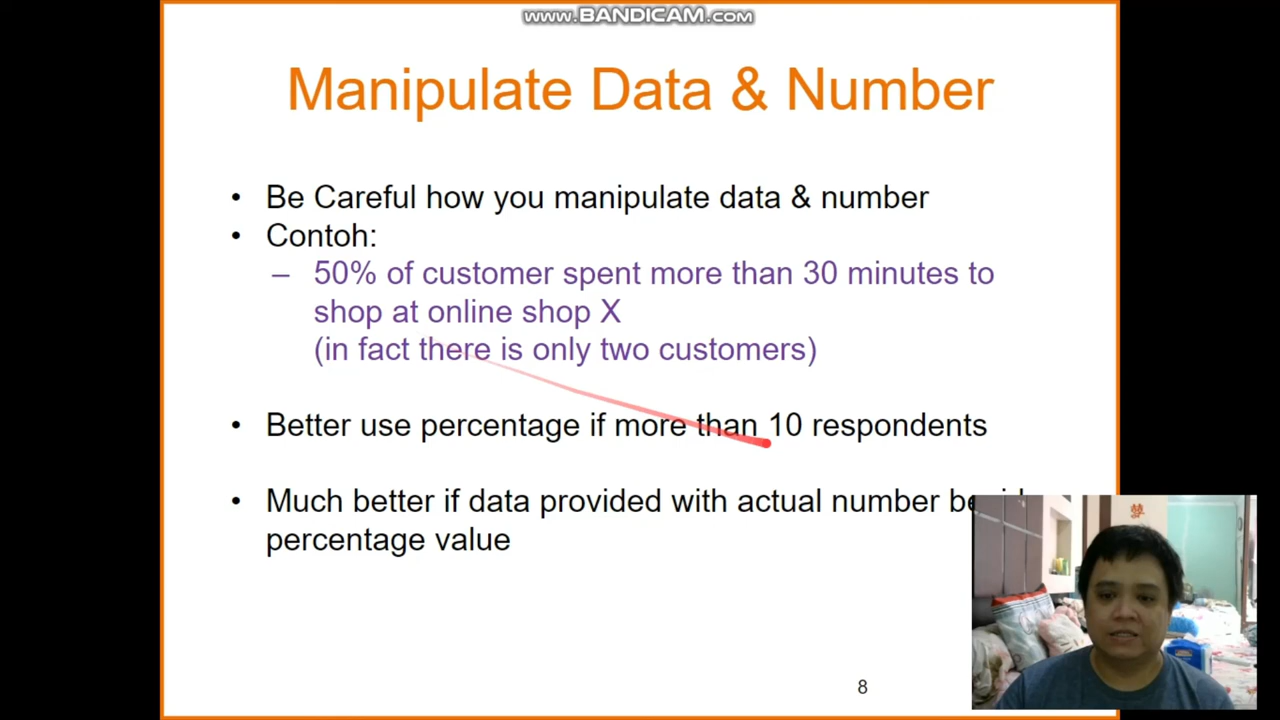 www.BANDICAM.com
Manipulate Data & Number
• Be Careful how you manipulate data & number
• Contoh:
– 50% of customer spent more than 30 minutes to
shop at online shop X
(in fact there is only two customers)
• Better use percentage if more than 10 respondents
• Much better if data provided with actual number
percentage value
8